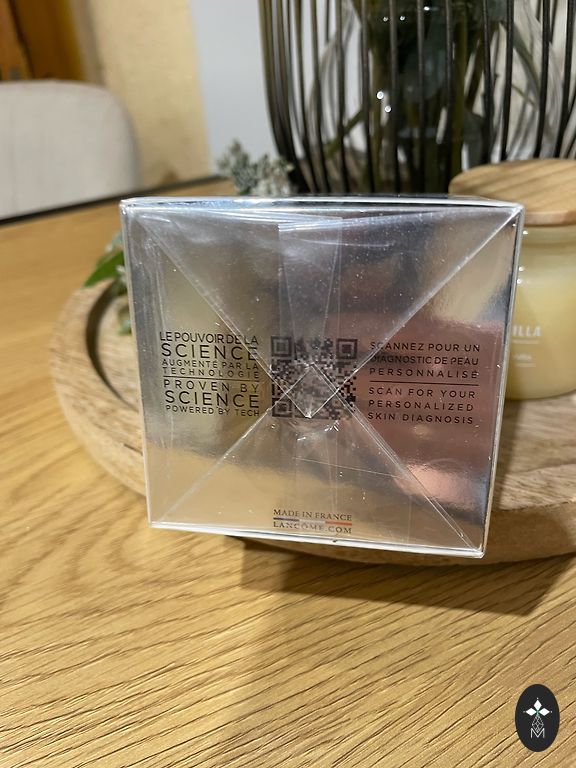 LE POUVOIR DE LA
SCIENCE
AUGMENTÉ PAR LA
TECHNOLOGIE
PROVEN BY
SCIENCE
POWERED BY TECH
SCANNEZ POUR UN
DIAGNOSTIC DE PEAU
PERSONNALISÉ
SCAN FOR YOUR
PERSONALIZED
SKIN DIAGNOSIS
MADE IN FRANCE
LANCOME.COM
ILLA
M